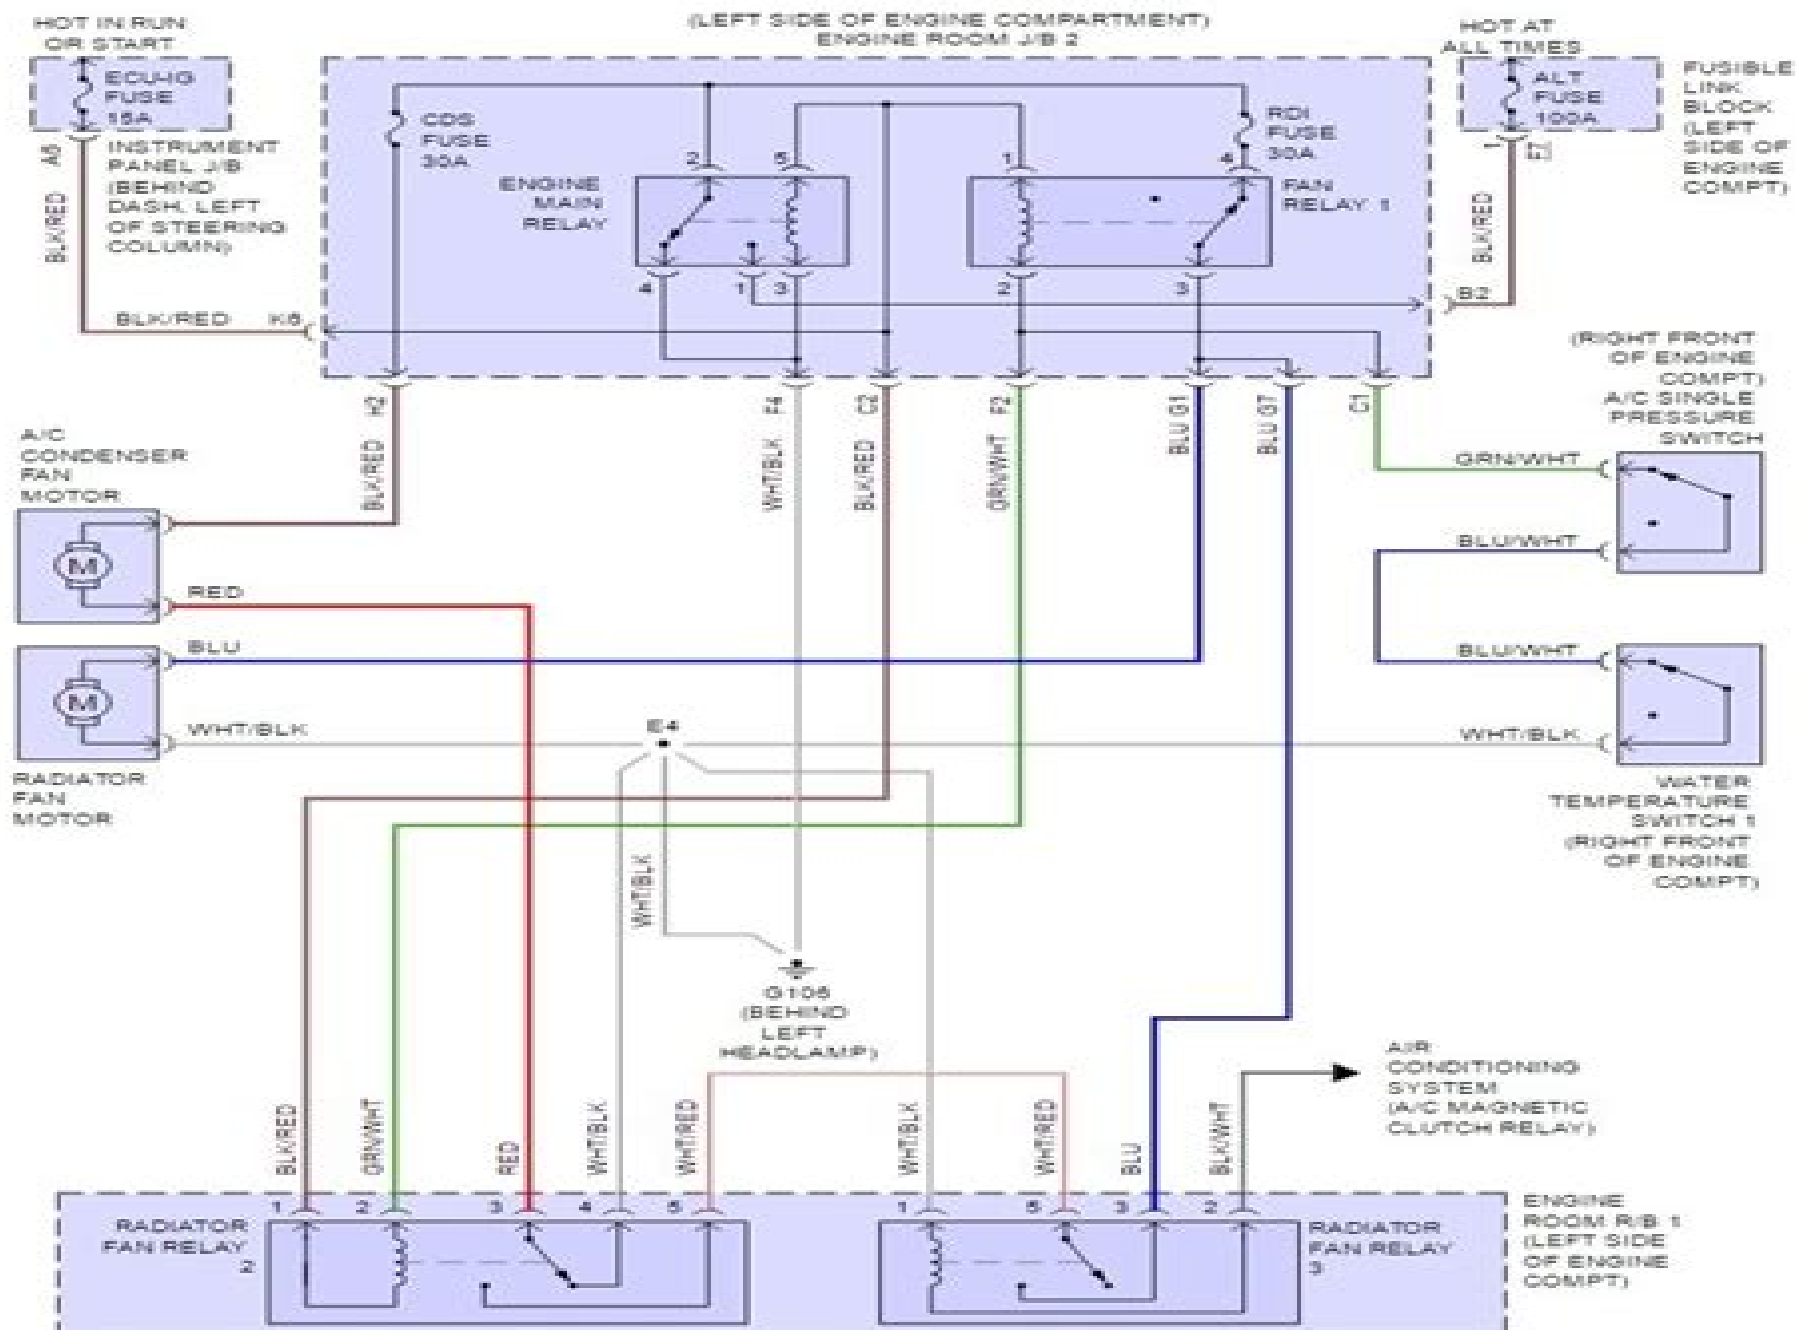 HOT IN RUN
OR START
ECU-IG
FUSE
15A
A5
INSTRUMENT
PANEL J/B
(BEHIND
DASH, LEFT
OF STEERING
COLUMN)
BLK/RED
BLK/RED
K6
(LEFT SIDE OF ENGINE COMPARTMENT)
ENGINE ROOM J/B 2
CDS
FUSE
30A
ENGINE
MAIN
RELAY
2
5
4
1
3
RDI
FUSE
30A
FAN
RELAY 1
1
4
2
3
HOT AT
ALL TIMES
ALT
FUSE
100A
FUSIBLE
LINK
BLOCK
(LEFT
SIDE OF
ENGINE
COMPT)
1
BLK/RED
B2
H2
BLK/RED
F4
WHT/BLK
C2
BLK/RED
F2
GRN/WHT
BLU G1
BLU G7
C1
(RIGHT FRONT
OF ENGINE
COMPT)
A/C SINGLE
PRESSURE
SWITCH
GRN/WHT
BLU/WHT
BLU/WHT
WHT/BLK
WATER
TEMPERATURE
SWITCH 1
(RIGHT FRONT
OF ENGINE
COMPT)
A/C
CONDENSER
FAN
MOTOR
M
RED
BLU
M
WHT/BLK
RADIATOR
FAN
MOTOR
E4
WHT/BLK
G106
(BEHIND
LEFT
HEADLAMP)
AIR
CONDITIONING
SYSTEM
(A/C MAGNETIC
CLUTCH RELAY)
BLK/RED
GRN/WHT
RED
WHT/BLK
WHT/RED
WHT/BLK
WHT/RED
BLU
BLK/WHT
1
2
3
4
5
1
5
3
2
RADIATOR
FAN RELAY
2
RADIATOR
FAN RELAY
3
ENGINE
ROOM R/B 1
(LEFT SIDE
OF ENGINE
COMPT)